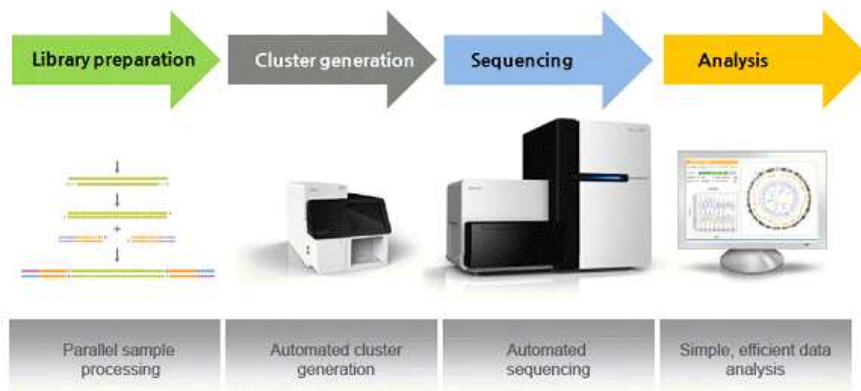 Library preparation
Cluster generation
Sequencing
Analysis
+
Parallel sample
processing
Automated cluster
generation
Automated
sequencing
Simple, efficient data
analysis